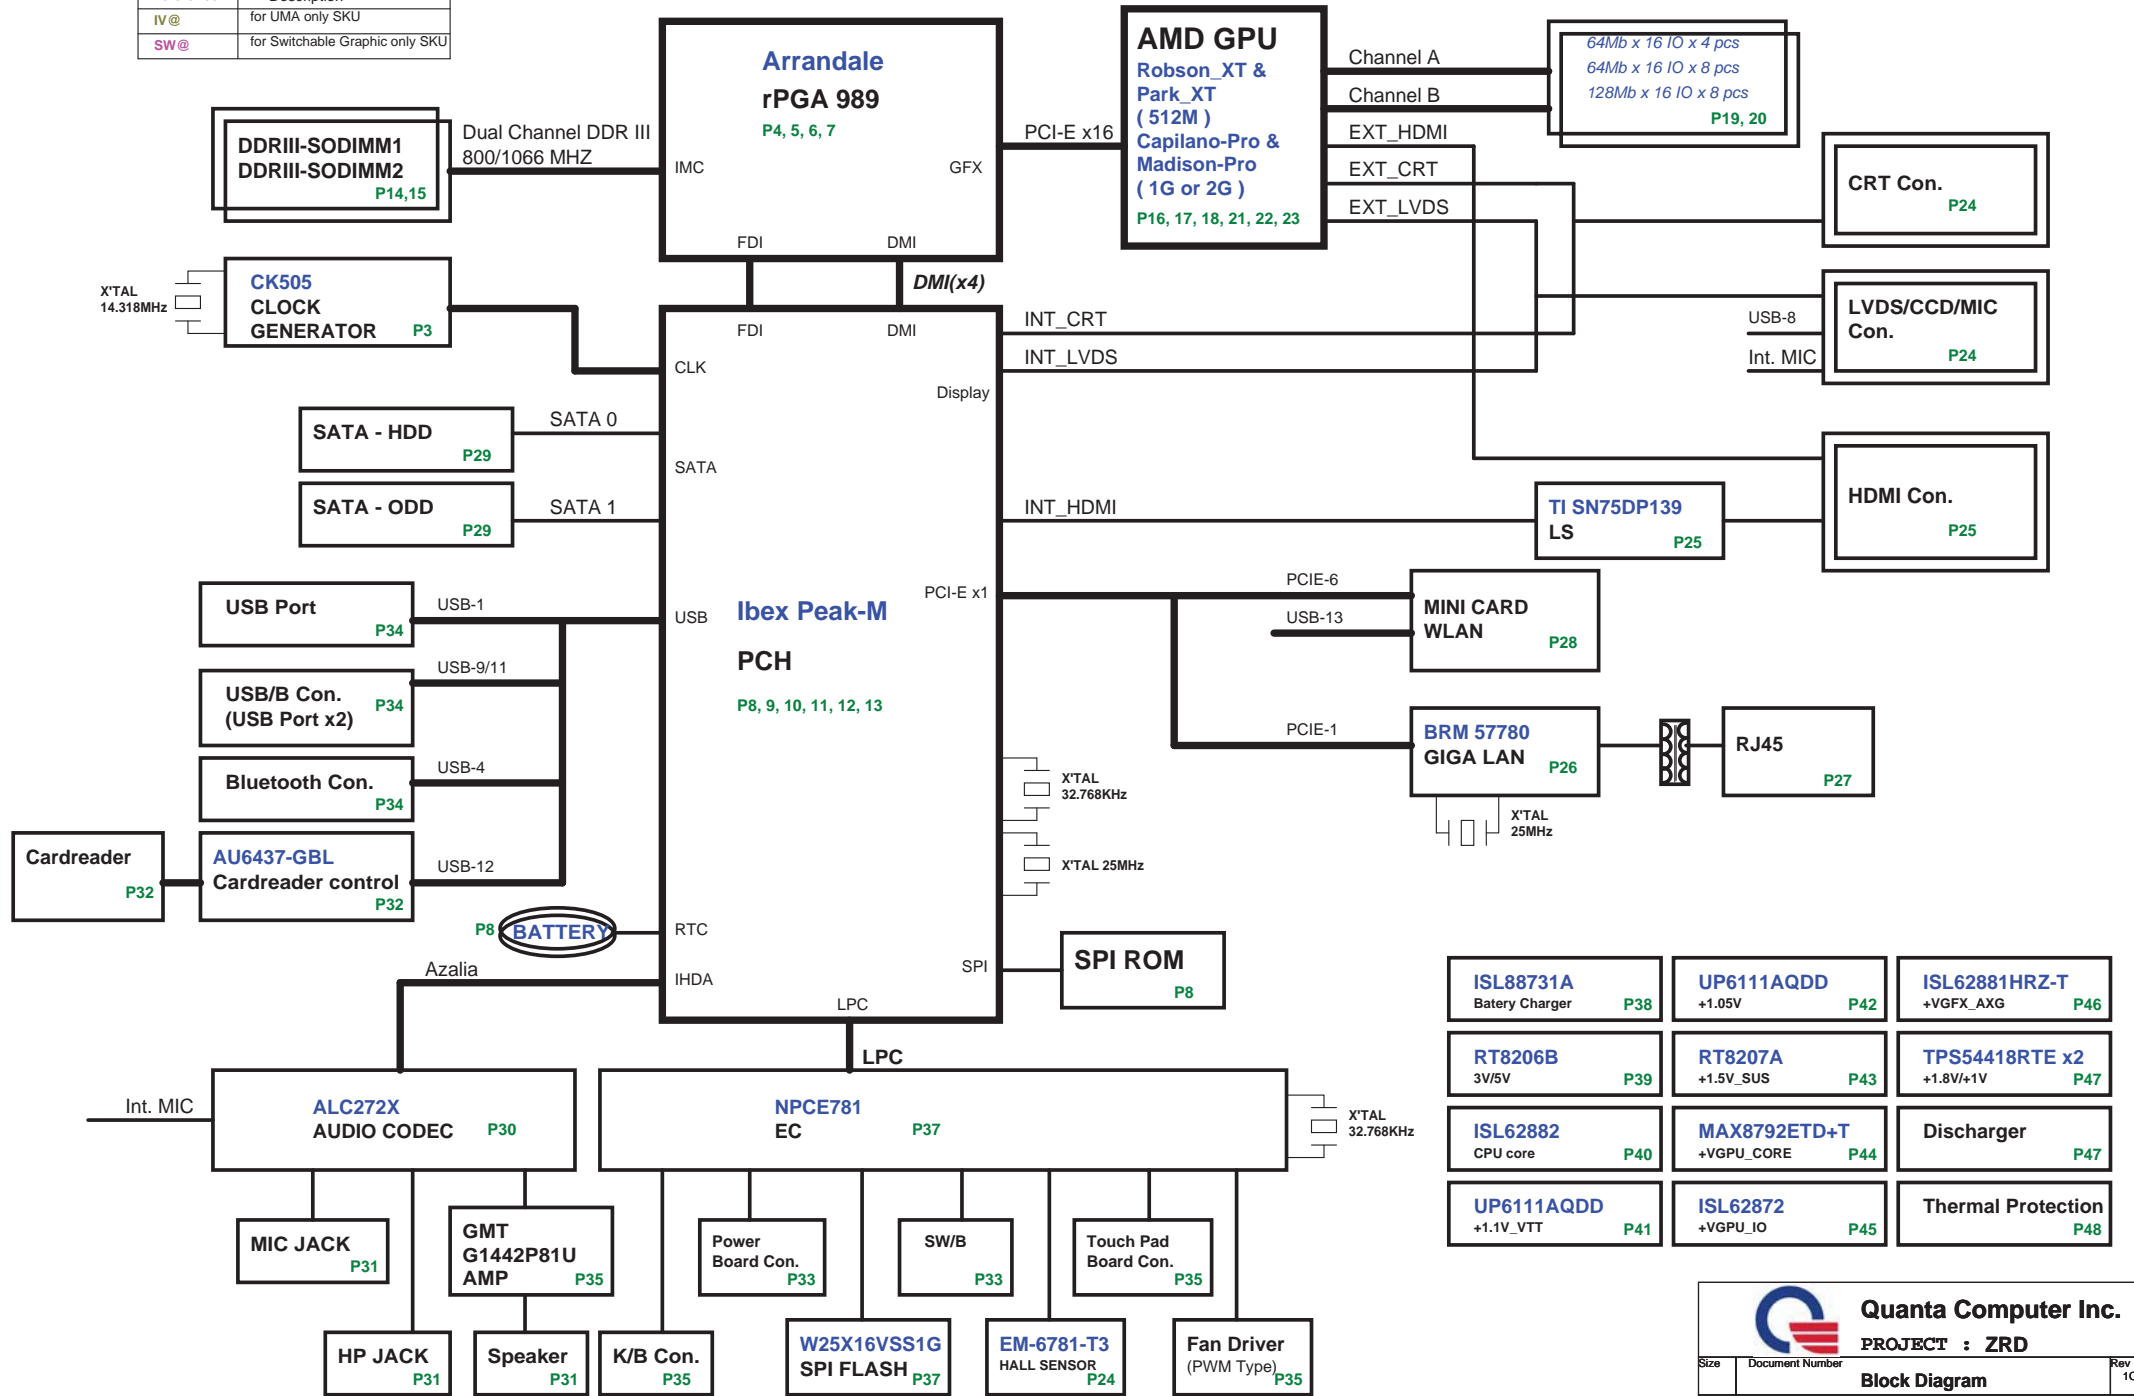 Description
IV@ for UMA only SKU
SW@ for Switchable Graphic only SKU
Arrandale
rPGA 989
P4, 5, 6, 7
IMC
GFX
FDI
DMI
DDRIII-SODIMM1
DDRIII-SODIMM2
P14,15
Dual Channel DDR III
800/1066 MHZ
PCI-E x16
AMD GPU
Robson_XT &
Park_XT
( 512M )
Capilano-Pro &
Madison-Pro
( 1G or 2G )
P16, 17, 18, 21, 22, 23
Channel A
Channel B
EXT_HDMI
EXT_CRT
EXT_LVDS
64Mb x 16 IO x 4 pcs
64Mb x 16 IO x 8 pcs
128Mb x 16 IO x 8 pcs
P19, 20
CRT Con.
P24
X'TAL
14.318MHz
CK505
CLOCK
GENERATOR P3
DMI(x4)
FDI
DMI
CLK
Display
INT_CRT
INT_LVDS
USB-8
Int. MIC
LVDS/CCD/MIC
Con.
P24
SATA - HDD
P29
SATA 0
SATA
SATA - ODD
P29
SATA 1
INT_HDMI
TI SN75DP139
LS
P25
HDMI Con.
P25
USB Port
P34
USB-1
USB
Ibex Peak-M
PCH
P8, 9, 10, 11, 12, 13
PCI-E x1
PCIE-6
USB-13
MINI CARD
WLAN
P28
USB/B Con.
(USB Port x2)
P34
USB-9/11
Bluetooth Con.
P34
USB-4
PCIE-1
BRM 57780
GIGA LAN
P26
RJ45
P27
X'TAL
25MHz
X'TAL
32.768KHz
X'TAL 25MHz
Cardreader
P32
AU6437-GBL
Cardreader control
P32
USB-12
P8 BATTERY
RTC
Azalia
IHDA
SPI
LPC
SPI ROM
P8
LPC
Int. MIC
ALC272X
AUDIO CODEC P30
NPCE781
EC
P37
X'TAL
32.768KHz
MIC JACK
P31
GMT
G1442P81U
AMP
P35
Power
Board Con.
P33
SW/B
P33
Touch Pad
Board Con.
P35
HP JACK
P31
Speaker
P31
K/B Con.
P35
W25X16VSS1G
SPI FLASH P37
EM-6781-T3
HALL SENSOR
P24
Fan Driver
(PWM Type)
P35
ISL88731A
Batery Charger P38
UP6111AQDD
+1.05V P42
ISL62881HRZ-T
+VGFX_AXG P46
RT8206B
3V/5V P39
RT8207A
+1.5V_SUS P43
TPS54418RTE x2
+1.8V/+1V P47
ISL62882
CPU core P40
MAX8792ETD+T
+VGPU_CORE P44
Discharger
P47
UP6111AQDD
+1.1V_VTT P41
ISL62872
+VGPU_IO P45
Thermal Protection
P48
Quanta Computer Inc.
PROJECT : ZRD
Size Document Number Rev
Block Diagram